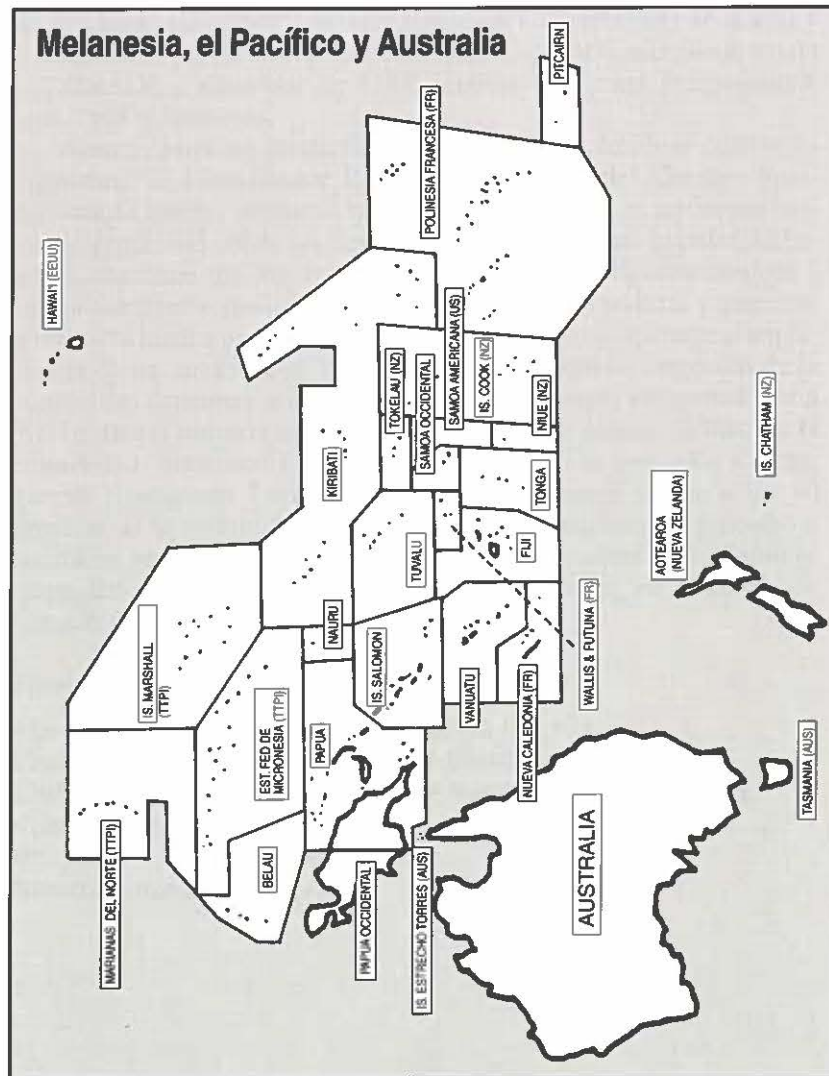 Melanesia, el Pacífico y Australia
HAWAI'I (EEUU)
PITCAIRN
POLINESIA FRANCESA (FR)
KIRIBATI
TOKELAU (NZ)
SAMOA OCCIDENTAL
SAMOA AMERICANA (US)
IS. COOK (NZ)
NIUE (NZ)
TONGA
IS. MARSHALL
(TTPI)
NAURU
TUVALU
FIJI
WALLIS & FUTUNA (FR)
MARIANAS DEL NORTE (TTPI)
EST. FED DE
MICRONESIA (TTPI)
BELAU
PAPUA
IS. SALOMON
VANUATU
NUEVA CALEDONIA (FR)
PAPUA OCCIDENTAL
IS. ESTRECHO TORRES (AUS)
AUSTRALIA
TASMANIA (AUS)
AOTEAROA
(NUEVA ZELANDA)
IS. CHATHAM (NZ)